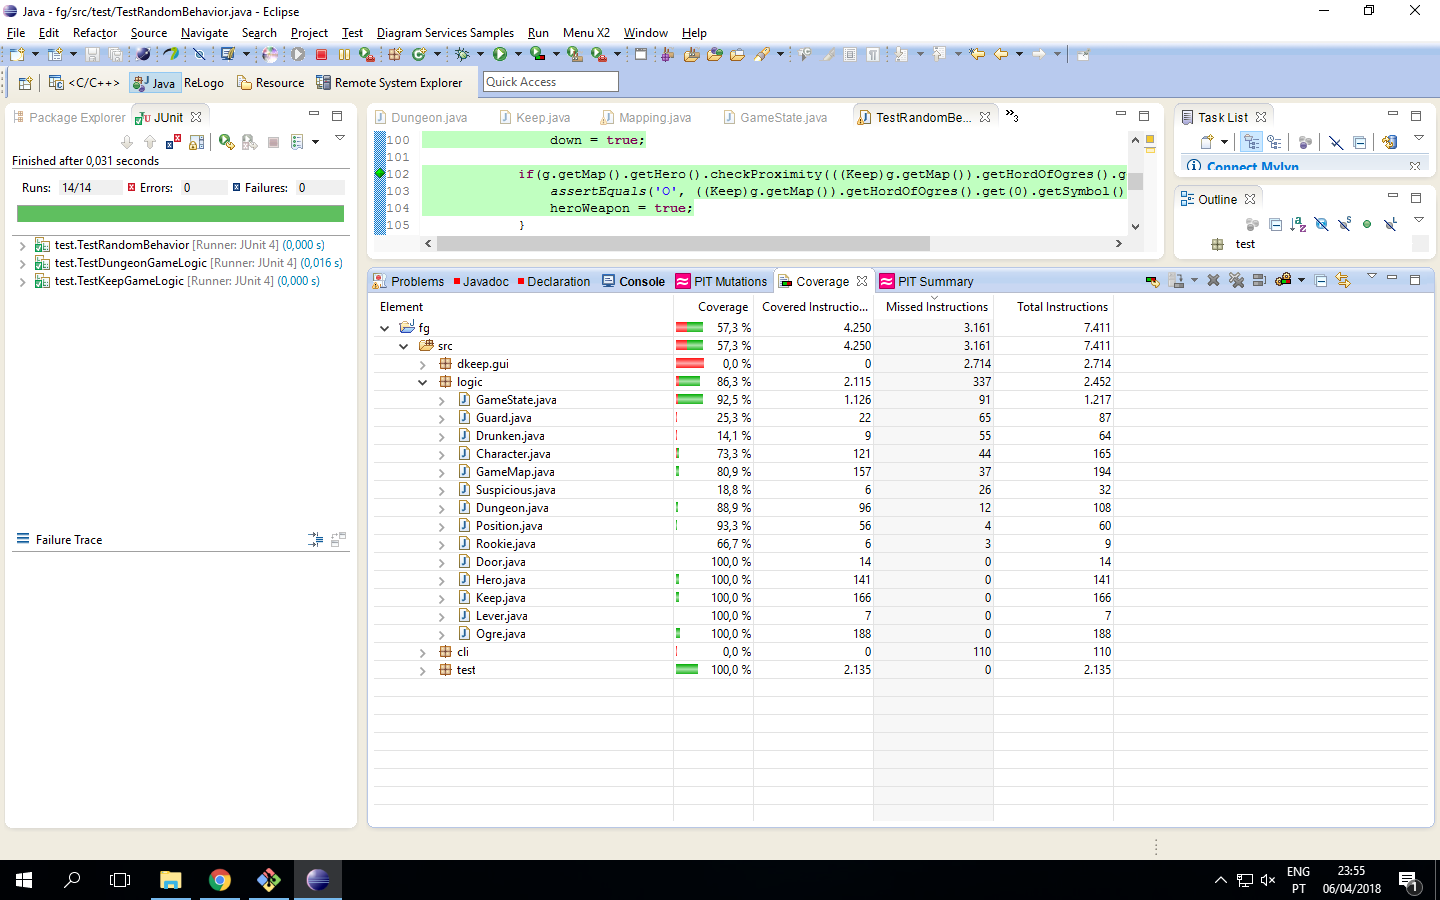 Java - fg/src/test/TestRandomBehavior.java - Eclipse
File Edit Refactor Source Navigate Search Project Test Diagram Services Samples Run Menu X2 Window Help
<C/C++> Java ReLogo Resource Remote System Explorer Quick Access
Package Explorer JUnit
Finished after 0,031 seconds
Runs: 14/14 Errors: 0 Failures: 0
test.TestRandomBehavior [Runner: JUnit 4] (0,000 s)
test.TestDungeonGameLogic [Runner: JUnit 4] (0,016 s)
test.TestKeepGameLogic [Runner: JUnit 4] (0,000 s)
Failure Trace
Dungeon.java Keep.java Mapping.java GameState.java TestRandomBe... »3
100 down = true;
101
102 if(g.getMap().getHero().checkProximity(((Keep)g.getMap()).getHordOfOgres().g
103 assertEquals('O', ((Keep)g.getMap()).getHordOfOgres().get(0).getSymbol()
104 heroWeapon = true;
105 }
Task List
Connect Mylyn
Outline
test
Problems Javadoc Declaration Console PIT Mutations Coverage PIT Summary
Element Coverage Covered Instructio... Missed Instructions Total Instructions
fg 57,3 % 4.250 3.161 7.411
src 57,3 % 4.250 3.161 7.411
dkeep.gui 0,0 % 0 2.714 2.714
logic 86,3 % 2.115 337 2.452
GameState.java 92,5 % 1.126 91 1.217
Guard.java 25,3 % 22 65 87
Drunken.java 14,1 % 9 55 64
Character.java 73,3 % 121 44 165
GameMap.java 80,9 % 157 37 194
Suspicious.java 18,8 % 6 26 32
Dungeon.java 88,9 % 96 12 108
Position.java 93,3 % 56 4 60
Rookie.java 66,7 % 6 3 9
Door.java 100,0 % 14 0 14
Hero.java 100,0 % 141 0 141
Keep.java 100,0 % 166 0 166
Lever.java 100,0 % 7 0 7
Ogre.java 100,0 % 188 0 188
cli 0,0 % 0 110 110
test 100,0 % 2.135 0 2.135
ENG 23:55
PT 06/04/2018 1